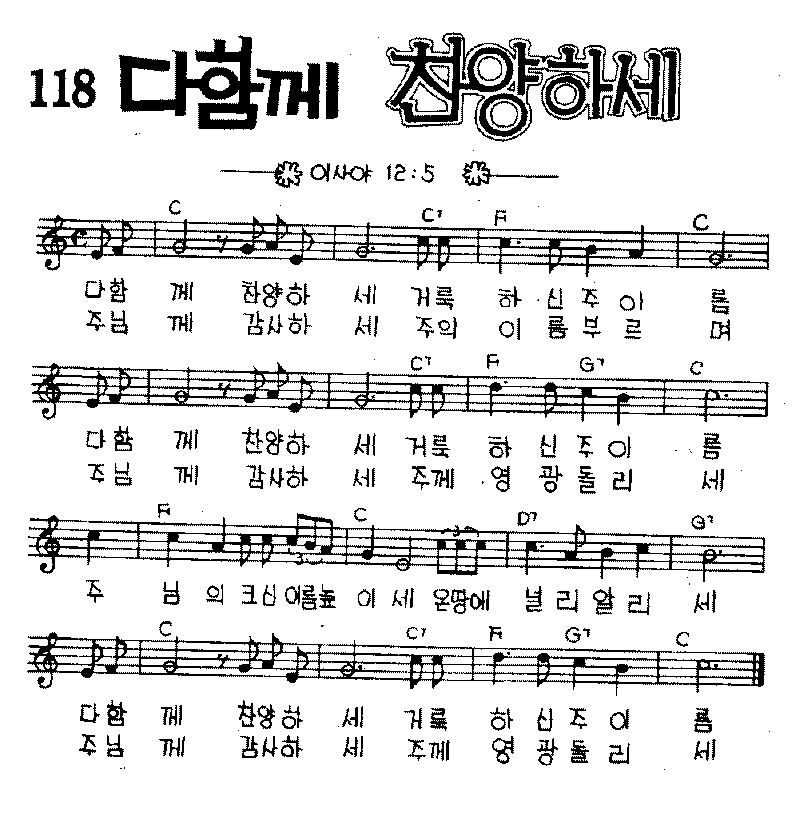 118 다함께 찬양하세
이사야 12:5
C C7 F C
다함 께 찬양하 세 거룩 하 신 주 이 름
주님 께 감사하 세 주의 이 름 부 르 며
C7 F G7 C
다함 께 찬양하 세 거룩 하 신 주 이 름
주님 께 감사하 세 주께 영 광 돌 리 세
F C D7 G7
주 님 의 크신 이름높 이 세 온땅에 널 리 알 리 세
C C7 F G7 C
다함 께 찬양하 세 거룩 하 신 주 이 름
주님 께 감사하 세 주께 영 광 돌 리 세